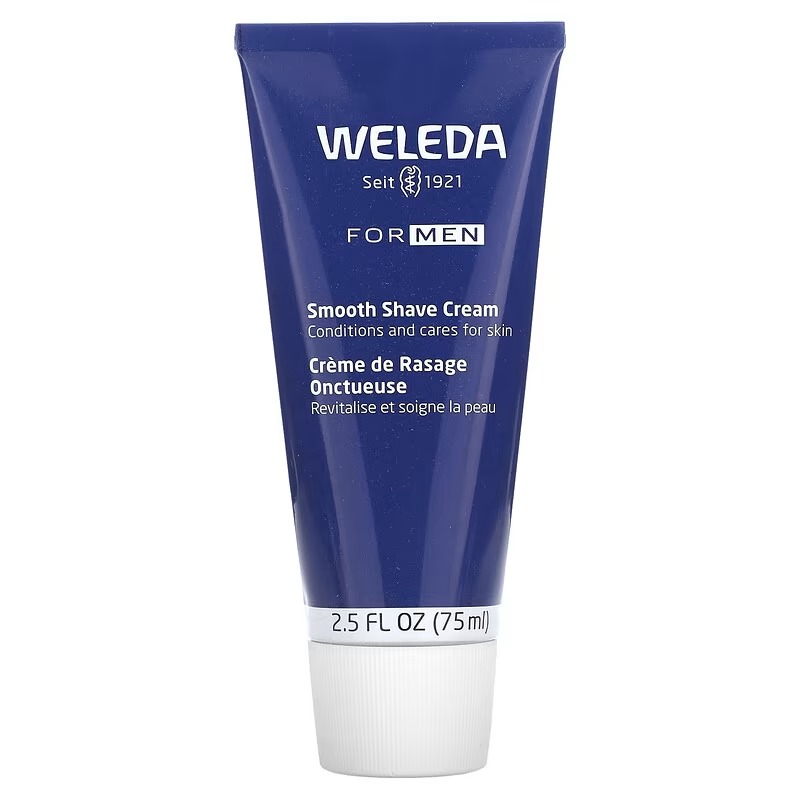 WELEDA
Seit 1921
FOR MEN
Smooth Shave Cream
Conditions and cares for skin
Crème de Rasage
Onctueuse
Revitalise et soigne la peau
2.5 FL OZ (75 ml)